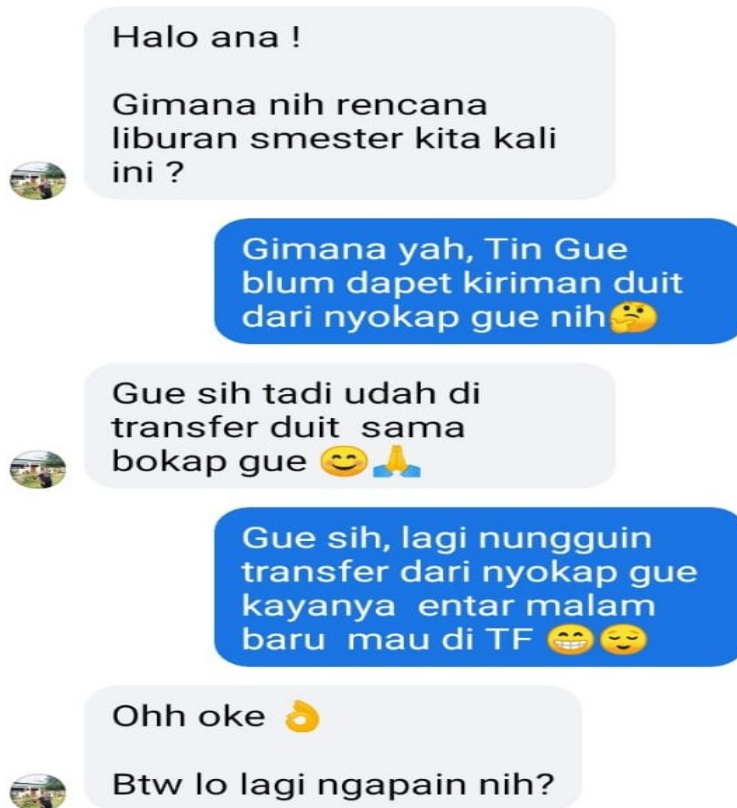 Halo ana !
Gimana nih rencana
liburan smester kita kali
ini ?
Gimana yah, Tin Gue
blum dapet kiriman duit
dari nyokap gue nih🤔
Gue sih tadi udah di
transfer duit  sama
bokap gue 😊🙏
Gue sih, lagi nungguin
transfer dari nyokap gue
kayanya  entar malam
baru  mau di TF 😁😌
Ohh oke 👌
Btw lo lagi ngapain nih?